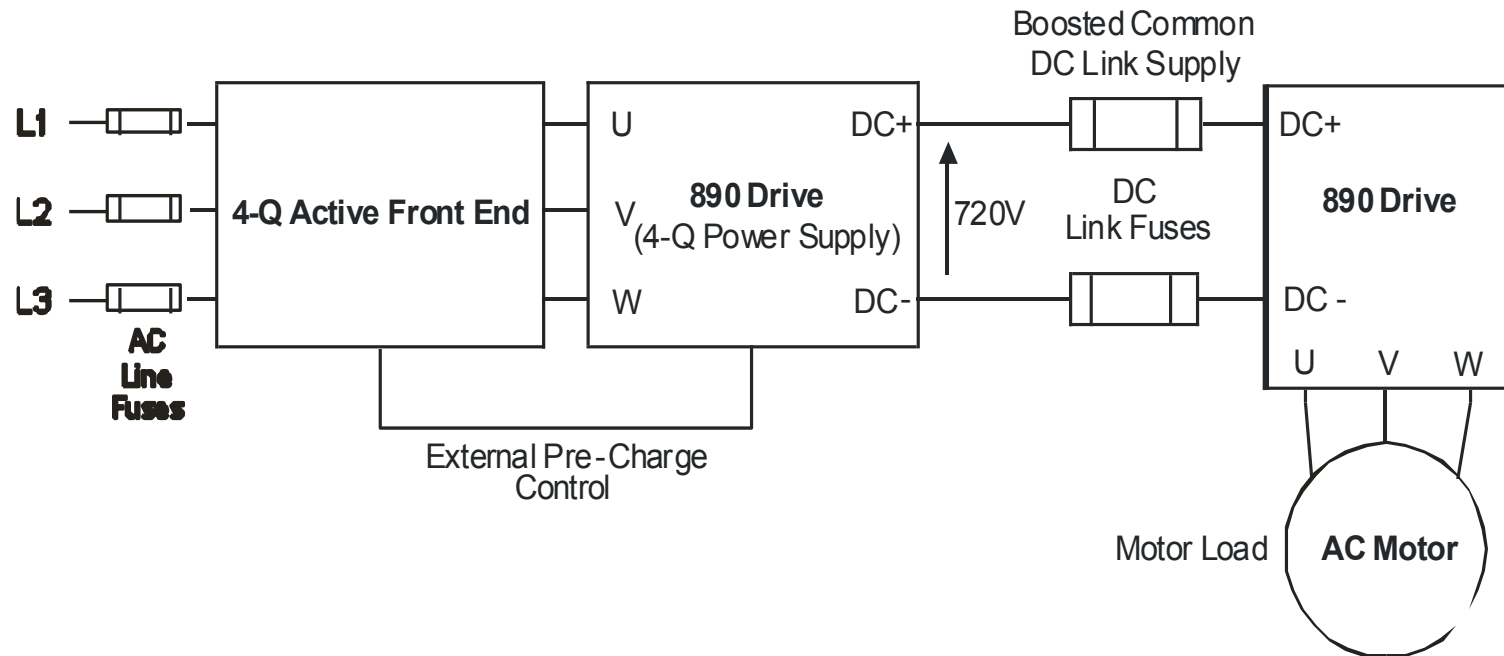 Boosted Common
DC Link Supply
L1
U
DC+
DC+
L2
4-Q Active Front End
V
890 Drive
(4-Q Power Supply)
720V
DC
Link Fuses
890 Drive
L3
W
DC-
DC -
AC
Line
Fuses
U V W
External Pre-Charge
Control
Motor Load
AC Motor